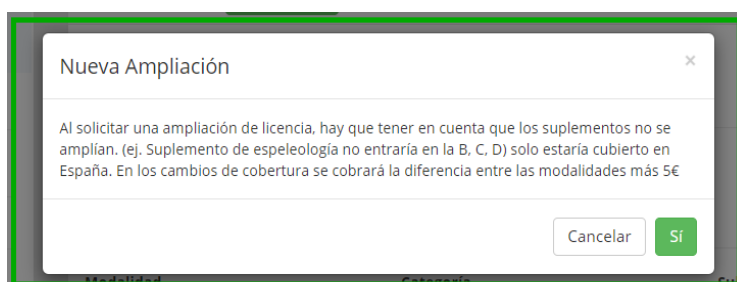 Nueva Ampliación
×
Al solicitar una ampliación de licencia, hay que tener en cuenta que los suplementos no se
amplían. (ej. Suplemento de espeleología no entraría en la B, C, D) solo estaría cubierto en
España. En los cambios de cobertura se cobrará la diferencia entre las modalidades más 5€
Cancelar Sí
Modalidad Categoría